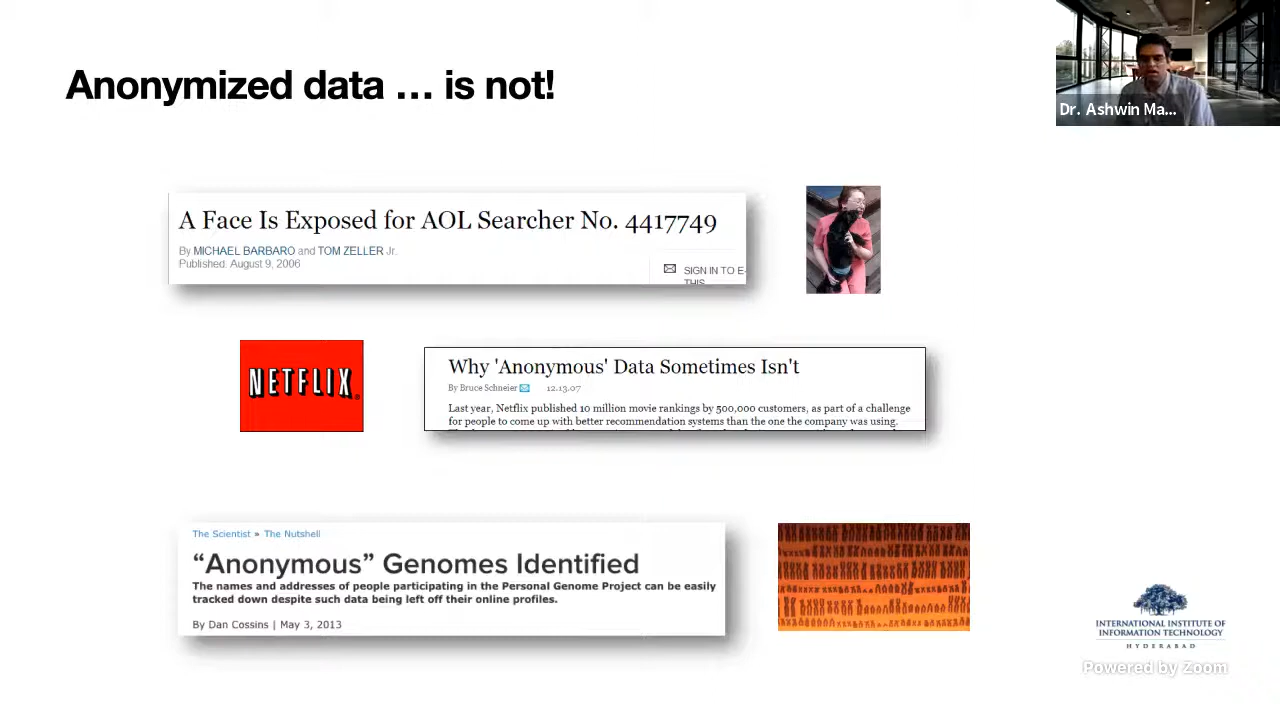 Anonymized data … is not!
Dr. Ashwin Ma...
A Face Is Exposed for AOL Searcher No. 4417749
By MICHAEL BARBARO and TOM ZELLER Jr.
Published: August 9, 2006
SIGN IN TO E-
THIS
NETFLIX
Why 'Anonymous' Data Sometimes Isn't
By Bruce Schneier 12.13.07
Last year, Netflix published 10 million movie rankings by 500,000 customers, as part of a challenge
for people to come up with better recommendation systems than the one the company was using.
The Scientist » The Nutshell
“Anonymous” Genomes Identified
The names and addresses of people participating in the Personal Genome Project can be easily
tracked down despite such data being left off their online profiles.
By Dan Cossins | May 3, 2013
INTERNATIONAL INSTITUTE OF
INFORMATION TECHNOLOGY
HYDERABAD
Powered by Zoom